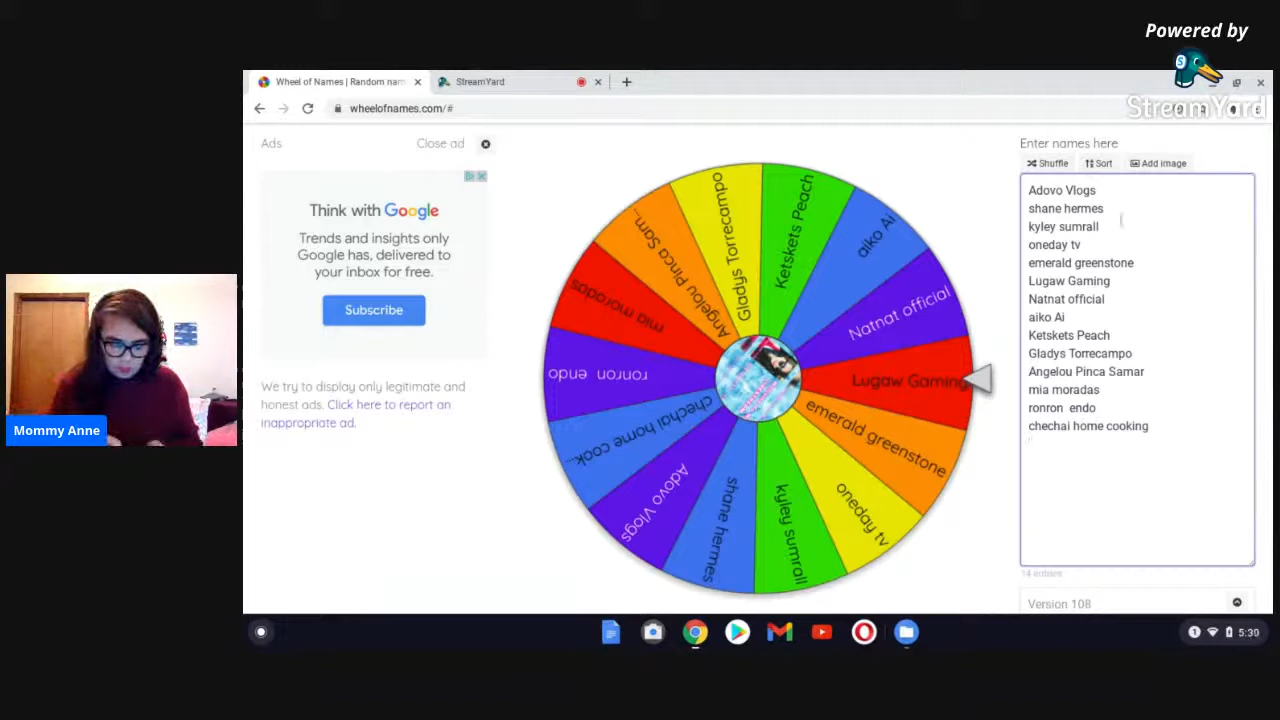 Powered by
StreamYard
Wheel of Names | Random nam
StreamYard
wheelofnames.com/#
Ads
Close ad
Think with Google
Trends and insights only
Google has, delivered to
your inbox for free.
Subscribe
We try to display only legitimate and
honest ads. Click here to report an
inappropriate ad.
Ketskets Peach
aiko Ai
Natnat official
Lugaw Gaming
emerald greenstone
oneday tv
kyley sumrall
shane hermes
Adovo Vlogs
chechai home cook...
ronron endo
mia moradas
Angelou Pinca Sam...
Gladys Torrecampo
Enter names here
Shuffle
Sort
Add image
Adovo Vlogs
shane hermes
kyley sumrall
oneday tv
emerald greenstone
Lugaw Gaming
Natnat official
aiko Ai
Ketskets Peach
Gladys Torrecampo
Angelou Pinca Samar
mia moradas
ronron endo
chechai home cooking
14 entries
Version 108
Mommy Anne
1
5:30